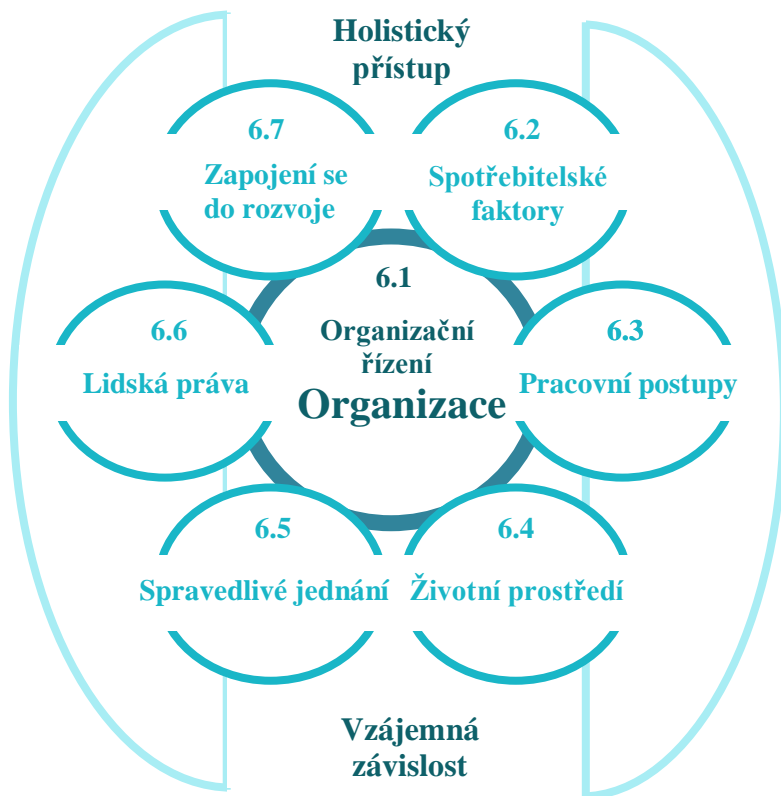 Holistický
přístup
6.7
Zapojení se
do rozvoje
6.2
Spotřebitelské
faktory
6.1
Organizační
řízení
Organizace
6.6
Lidská práva
6.3
Pracovní postupy
6.5
Spravedlivé jednání
6.4
Životní prostředí
Vzájemná
závislost